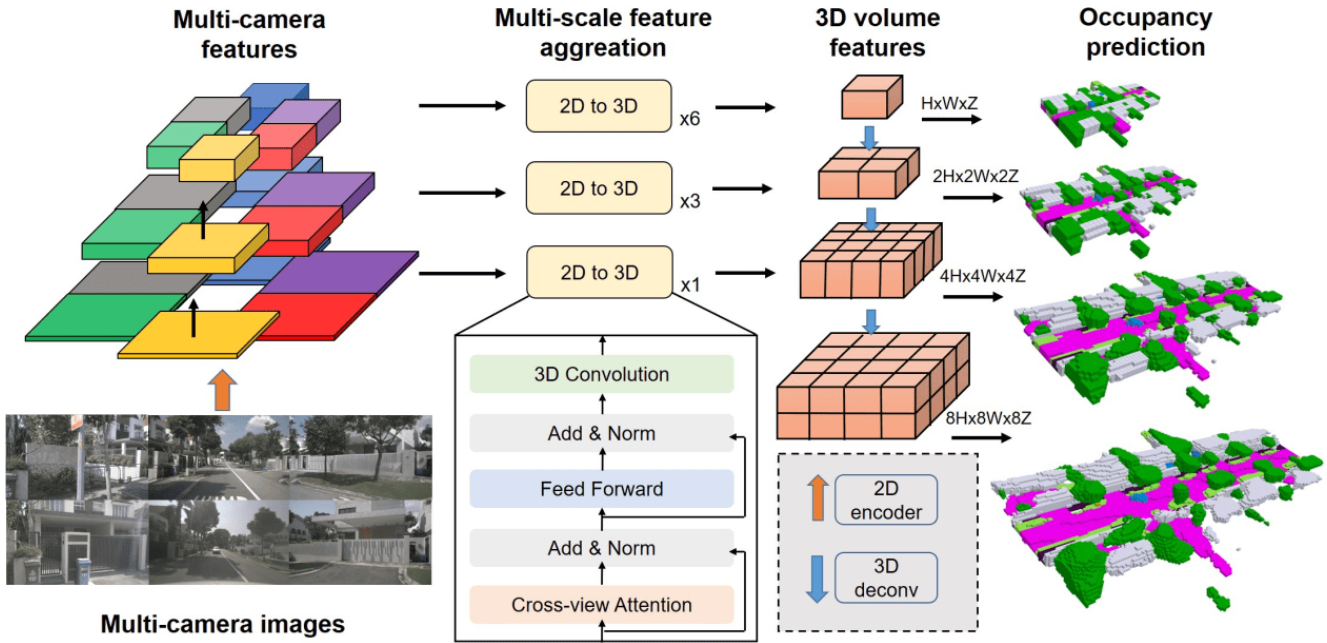 Multi-camera
features
Multi-scale feature
aggreation
3D volume
features
Occupancy
prediction
2D to 3D
x6
HxWxZ
2D to 3D
x3
2Hx2Wx2Z
2D to 3D
x1
4Hx4Wx4Z
3D Convolution
Add & Norm
Feed Forward
Add & Norm
Cross-view Attention
8Hx8Wx8Z
2D
encoder
3D
deconv
Multi-camera images